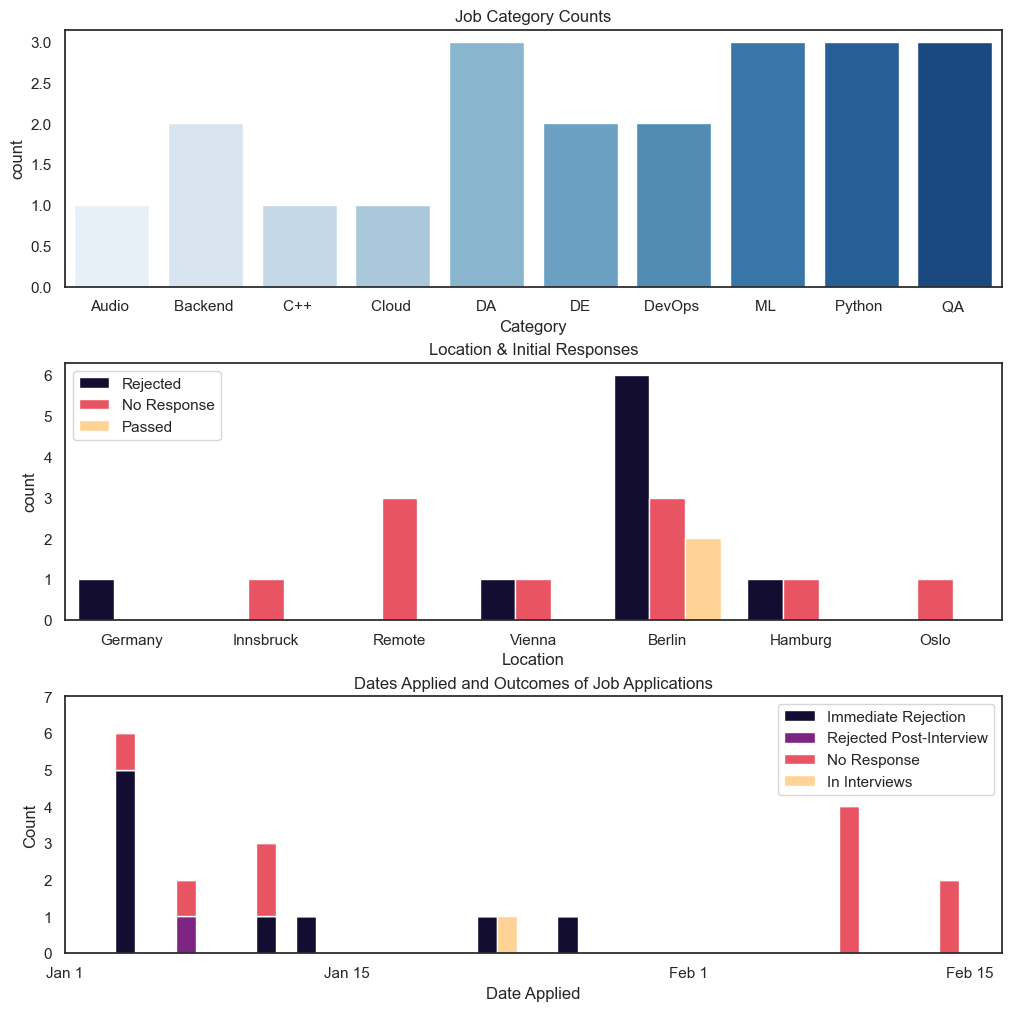 Job Category Counts
3.0
2.5
2.0
1.5
1.0
0.5
0.0
count
Audio Backend C++ Cloud DA DE DevOps ML Python QA
Category
Location & Initial Responses
Rejected
No Response
Passed
6
5
4
3
2
1
0
count
Germany Innsbruck Remote Vienna Berlin Hamburg Oslo
Location
Dates Applied and Outcomes of Job Applications
Immediate Rejection
Rejected Post-Interview
No Response
In Interviews
7
6
5
4
3
2
1
0
Count
Jan 1 Jan 15 Feb 1 Feb 15
Date Applied